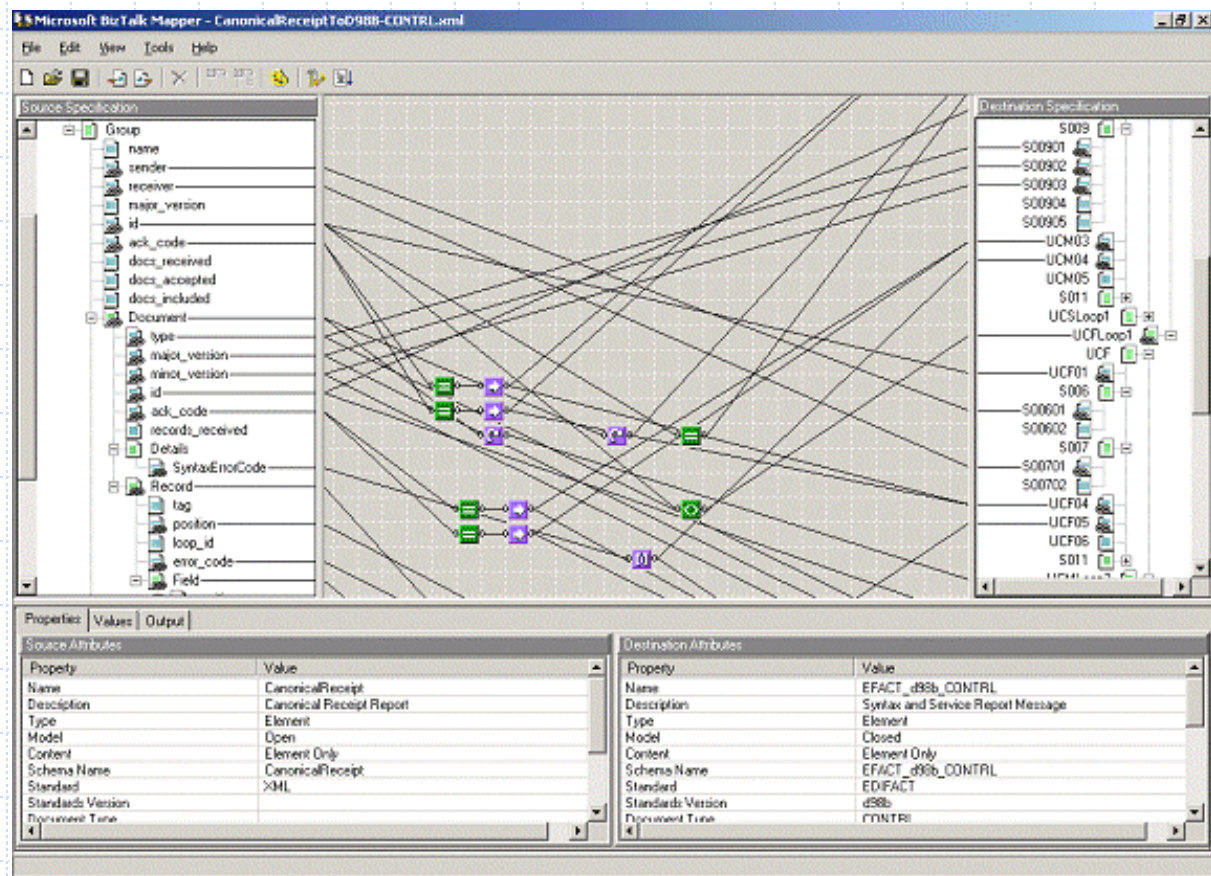 Microsoft BizTalk Mapper - CanonicalReceiptToD98B-CONTRL.xml
File Edit View Tools Help
Source Specification
Group
name
sender
receiver
major_version
id
ack_code
docs_received
docs_accepted
docs_included
Document
type
major_version
minor_version
id
ack_code
records_received
Details
SyntaxErrorCode
Record
tag
position
loop_id
error_code
Field
Destination Specification
S009
S00901
S00902
S00903
S00904
S00905
UCM03
UCM04
UCM05
S011
UCSLoop1
UCFLoop1
UCF
UCF01
S006
S00601
S00602
S007
S00701
S00702
UCF04
UCF05
UCF06
S011
Properties Values Output
Source Attributes
Property Value
Name CanonicalReceipt
Description Canonical Receipt Report
Type Element
Model Open
Content Element Only
Schema Name CanonicalReceipt
Standard XML
Standards Version
Document Type
Destination Attributes
Property Value
Name EFACT_d98b_CONTRL
Description Syntax and Service Report Message
Type Element
Model Closed
Content Element Only
Schema Name EFACT_d98b_CONTRL
Standard EDIFACT
Standards Version d98b
Document Type CONTRL